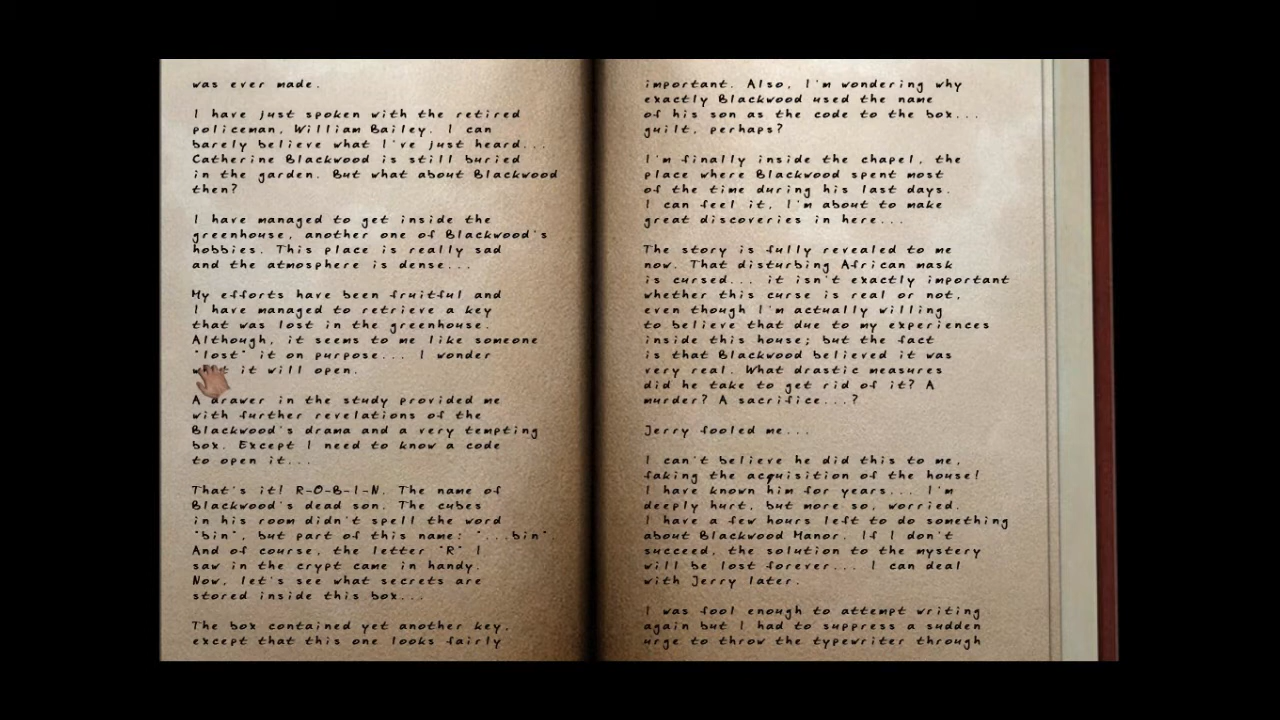 was ever made.
I have just spoken with the retired
policeman, William Bailey. I can
barely believe what I've just heard...
Catherine Blackwood is still buried
in the garden. But what about Blackwood
then?
I have managed to get inside the
greenhouse, another one of Blackwood's
hobbies. This place is really sad
and the atmosphere is dense...
My efforts have been fruitful and
I have managed to retrieve a key
that was lost in the greenhouse.
Although, it seems to me like someone
"lost" it on purpose... I wonder
what it will open.
A drawer in the study provided me
with further revelations of the
Blackwood's drama and a very tempting
box. Except I need to know a code
to open it...
That's it! R-O-B-I-N. The name of
Blackwood's dead son. The cubes
in his room didn't spell the word
"bin", but part of this name: "...bin".
And of course, the letter "R" I
saw in the crypt came in handy.
Now, let's see what secrets are
stored inside this box...
The box contained yet another key,
except that this one looks fairly
important. Also, I'm wondering why
exactly Blackwood used the name
of his son as the code to the box...
guilt, perhaps?
I'm finally inside the chapel, the
place where Blackwood spent most
of the time during his last days.
I can feel it, I'm about to make
great discoveries in here...
The story is fully revealed to me
now. That disturbing African mask
is cursed... it isn't exactly important
whether this curse is real or not,
even though I'm actually willing
to believe that due to my experiences
inside this house; but the fact
is that Blackwood believed it was
very real. What drastic measures
did he take to get rid of it? A
murder? A sacrifice...?
Jerry fooled me...
I can't believe he did this to me,
faking the acquisition of the house!
I have known him for years... I'm
deeply hurt, but more so, worried.
I have a few hours left to do something
about Blackwood Manor. If I don't
succeed, the solution to the mystery
will be lost forever... I can deal
with Jerry later.
I was fool enough to attempt writing
again but I had to suppress a sudden
urge to throw the typewriter through